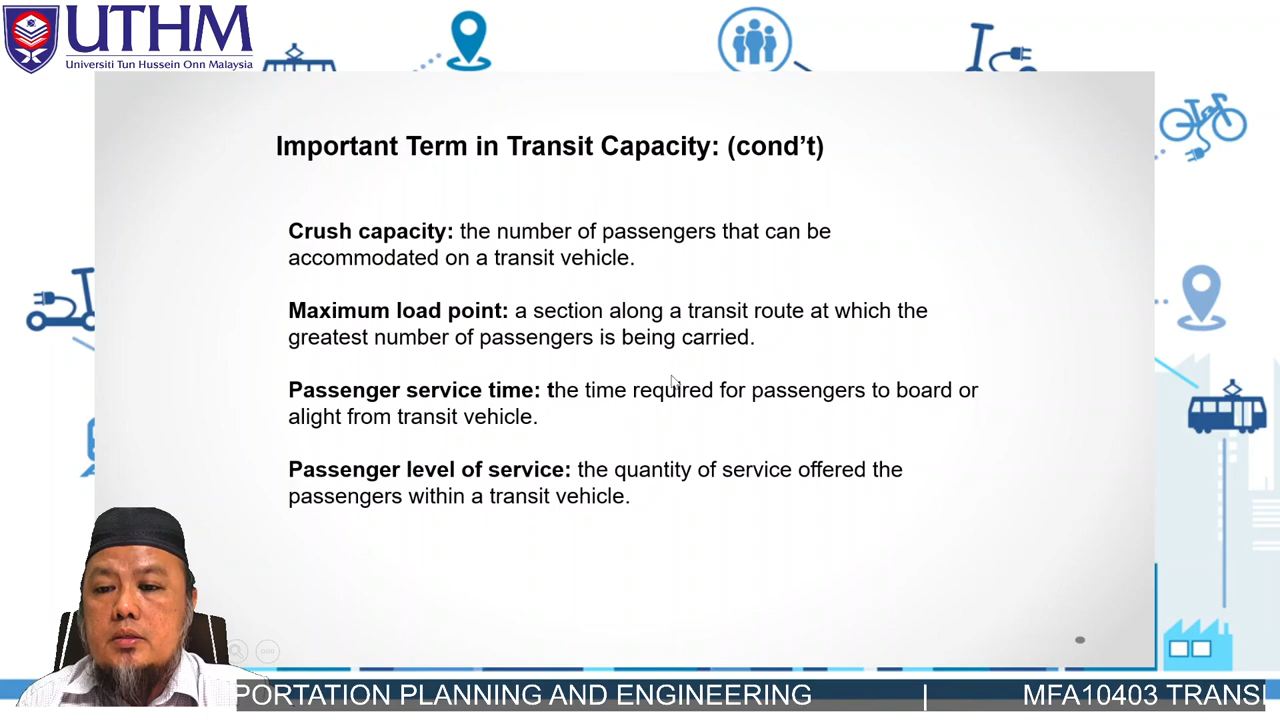 UTHM
Universiti Tun Hussein Onn Malaysia
Important Term in Transit Capacity: (cond’t)
Crush capacity: the number of passengers that can be
accommodated on a transit vehicle.
Maximum load point: a section along a transit route at which the
greatest number of passengers is being carried.
Passenger service time: the time required for passengers to board or
alight from transit vehicle.
Passenger level of service: the quantity of service offered the
passengers within a transit vehicle.
PORTATION PLANNING AND ENGINEERING | MFA10403 TRANS